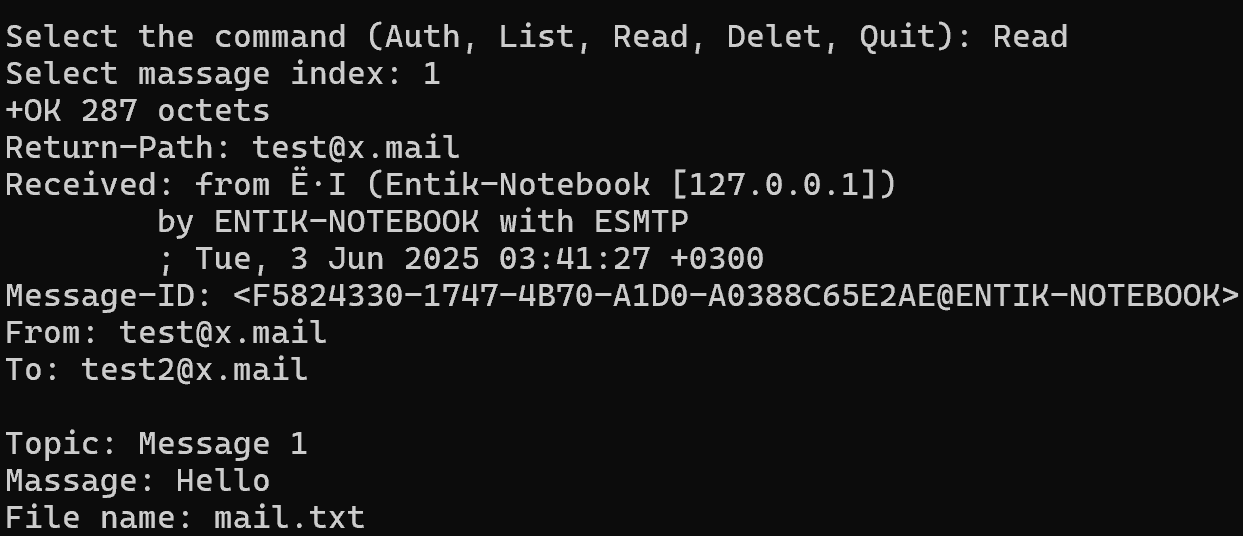 Select the command (Auth, List, Read, Delet, Quit): Read
Select massage index: 1
+OK 287 octets
Return-Path: test@x.mail
Received: from Ë·I (Entik-Notebook [127.0.0.1])
        by ENTIK-NOTEBOOK with ESMTP
        ; Tue, 3 Jun 2025 03:41:27 +0300
Message-ID: <F5824330-1747-4B70-A1D0-A0388C65E2AE@ENTIK-NOTEBOOK>
From: test@x.mail
To: test2@x.mail

Topic: Message 1
Massage: Hello
File name: mail.txt